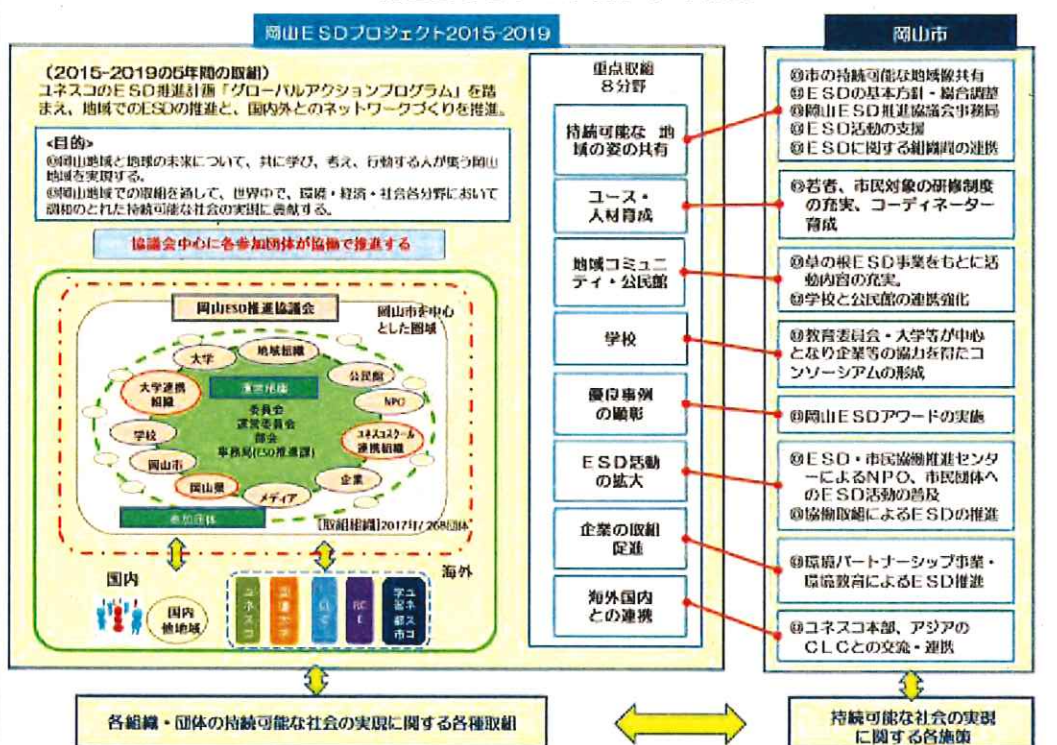 岡山ESDプロジェクト2015-2019
(2015-2019の5年間の取組)
ユネスコのESD推進計画「グローバルアクションプログラム」を踏
まえ、地域でのESDの推進と、国内外とのネットワークづくりを推進。
<目的>
◎岡山地域と地球の未来について、共に学び、考え、行動する人が集う岡山
地域を実現する。
◎岡山地域での取組を通して、世界中で、環境・経済・社会各分野において
調和のとれた持続可能な社会の実現に貢献する。
協議会中心に各参加団体が協働で推進する
岡山ESD推進協議会
岡山市を中心
とした圏域
大学
地域組織
公民館
NPO
ユネスコスクール
連携組織
企業
メディア
岡山県
岡山市
学校
大学連携
組織
運営組織
委員会
運営委員会
部会
事務局(ESD推進課)
参加団体
[取組組織]2017年/ 268団体
国内
国内
他地域
海外
ユネスコ
国連大学
CLC
RCE
ユネスコ
学習都市
重点取組
8分野
持続可能な 地
域の姿の共有
ユース・
人材育成
地域コミュニ
ティ・公民館
学校
優良事例
の顕彰
ESD活動
の拡大
企業の取組
促進
海外国内
との連携
岡山市
◎市の持続可能な地域像共有
◎ESDの基本方針・総合調整
◎岡山ESD推進協議会事務局
◎ESD活動の支援
◎ESDに関する組織間の連携
◎若者、市民対象の研修制度
の充実、コーディネーター
育成
◎草の根ESD事業をもとに活
動内容の充実。
◎学校と公民館の連携強化
◎教育委員会・大学等が中心
となり企業等の協力を得たコ
ンソーシアムの形成
◎岡山ESDアワードの実施
◎ESD・市民協働推進センタ
ーによるNPO、市民団体へ
のESD活動の普及
◎協働取組によるESDの推進
◎環境パートナーシップ事業・
環境教育によるESD推進
◎ユネスコ本部、アジアの
CLCとの交流・連携
各組織・団体の持続可能な社会の実現に関する各種取組
持続可能な社会の実現
に関する各施策